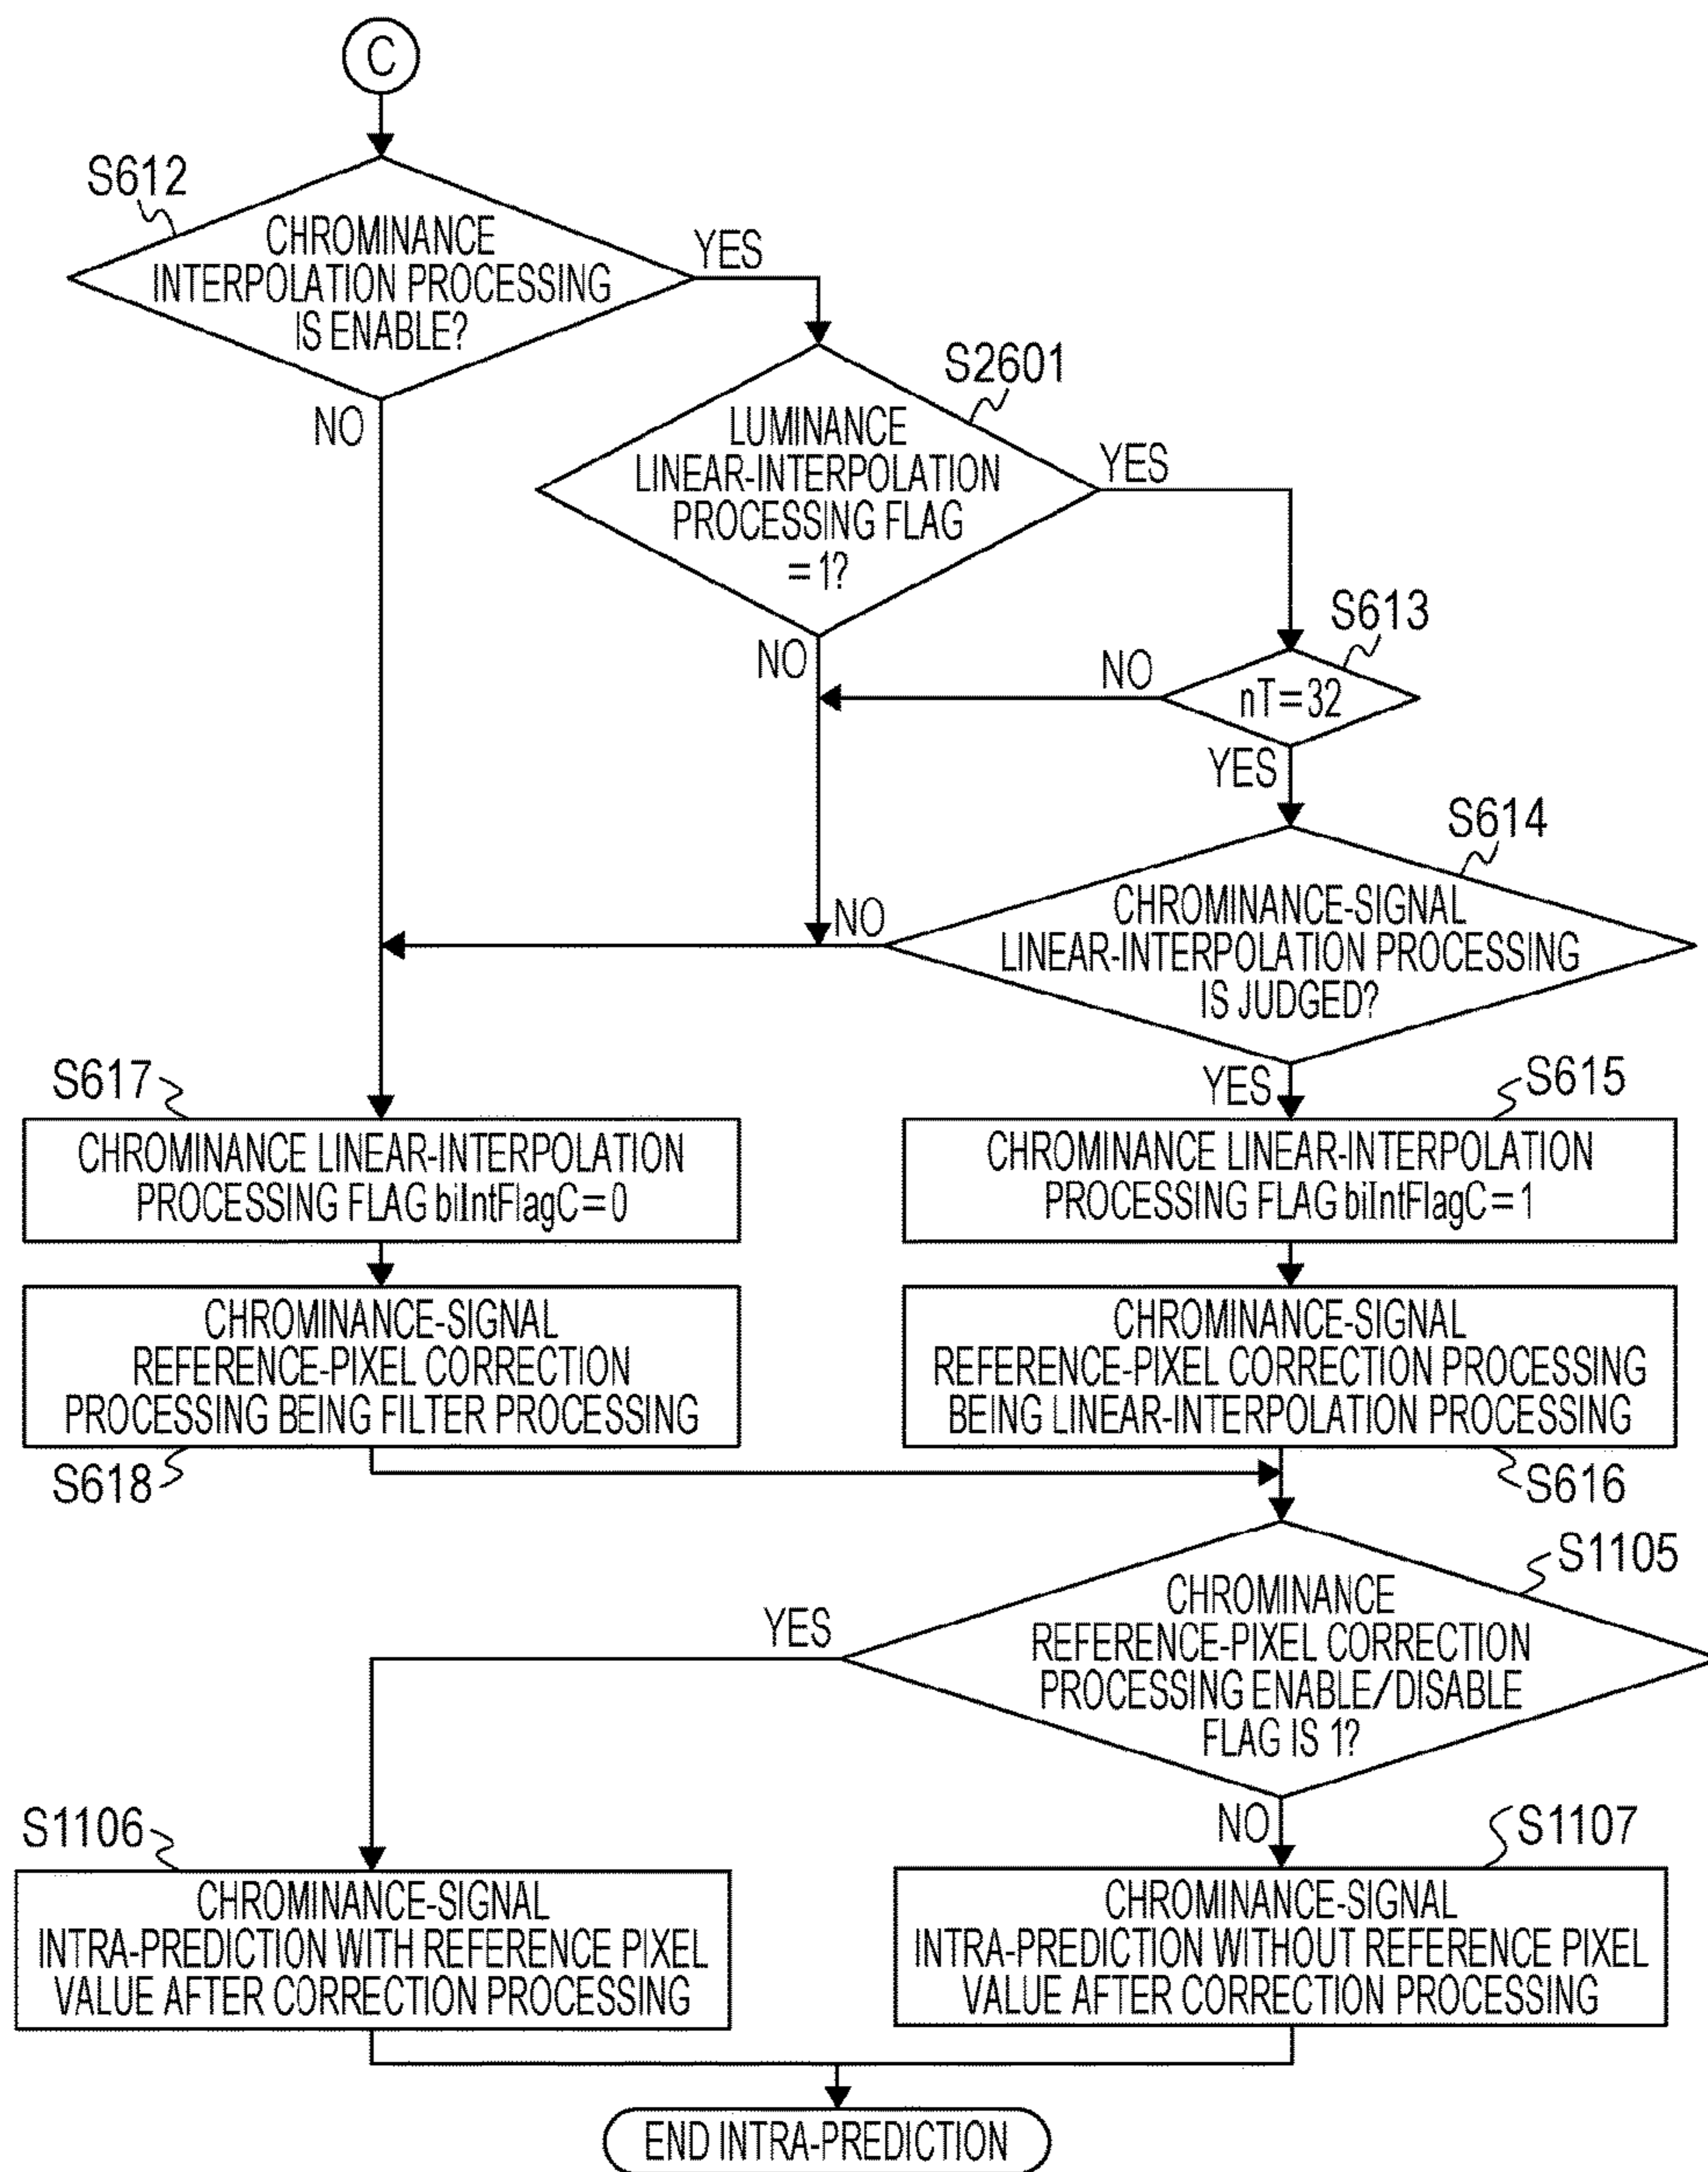 C
S612
CHROMINANCE
INTERPOLATION PROCESSING
IS ENABLE?
YES
NO
S2601
LUMINANCE
LINEAR-INTERPOLATION
PROCESSING FLAG
=1?
YES
NO
S613
nT=32
NO
YES
S614
CHROMINANCE-SIGNAL
LINEAR-INTERPOLATION PROCESSING
IS JUDGED?
NO
YES
S617
CHROMINANCE LINEAR-INTERPOLATION
PROCESSING FLAG biIntFlagC=0
S615
CHROMINANCE LINEAR-INTERPOLATION
PROCESSING FLAG biIntFlagC=1
CHROMINANCE-SIGNAL
REFERENCE-PIXEL CORRECTION
PROCESSING BEING FILTER PROCESSING
S618
CHROMINANCE-SIGNAL
REFERENCE-PIXEL CORRECTION PROCESSING
BEING LINEAR-INTERPOLATION PROCESSING
S616
S1105
CHROMINANCE
REFERENCE-PIXEL CORRECTION
PROCESSING ENABLE/DISABLE
FLAG IS 1?
YES
NO
S1106
CHROMINANCE-SIGNAL
INTRA-PREDICTION WITH REFERENCE PIXEL
VALUE AFTER CORRECTION PROCESSING
S1107
CHROMINANCE-SIGNAL
INTRA-PREDICTION WITHOUT REFERENCE PIXEL
VALUE AFTER CORRECTION PROCESSING
END INTRA-PREDICTION